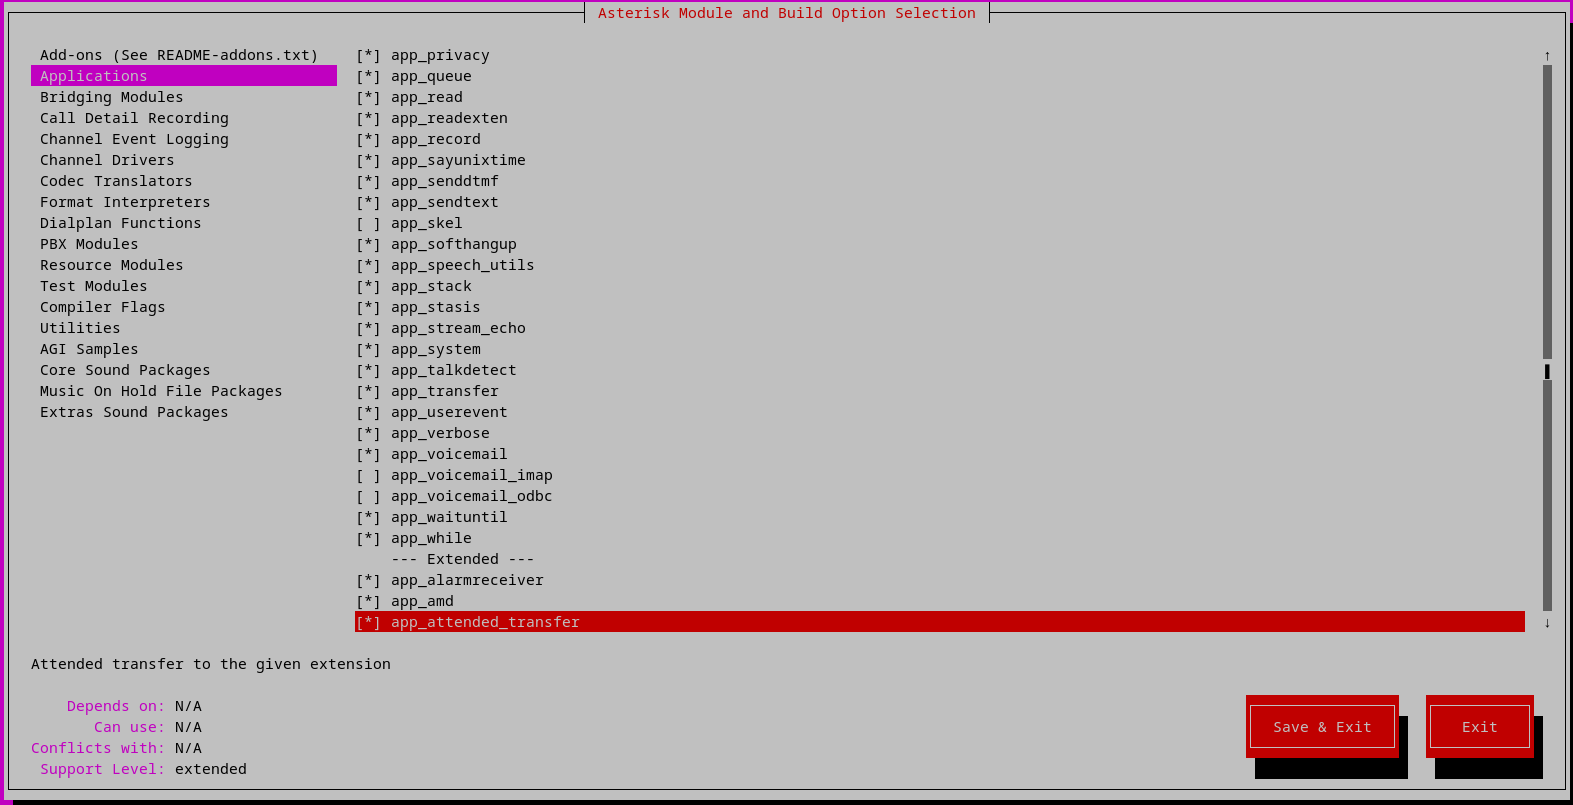 Asterisk Module and Build Option Selection
Add-ons (See README-addons.txt) [*] app_privacy ↑
Applications [*] app_queue
Bridging Modules [*] app_read
Call Detail Recording [*] app_readexten
Channel Event Logging [*] app_record
Channel Drivers [*] app_sayunixtime
Codec Translators [*] app_senddtmf
Format Interpreters [*] app_sendtext
Dialplan Functions [ ] app_skel
PBX Modules [*] app_softhangup
Resource Modules [*] app_speech_utils
Test Modules [*] app_stack
Compiler Flags [*] app_stasis
Utilities [*] app_stream_echo
AGI Samples [*] app_system
Core Sound Packages [*] app_talkdetect
Music On Hold File Packages [*] app_transfer
Extras Sound Packages [*] app_userevent
[*] app_verbose
[*] app_voicemail
[ ] app_voicemail_imap
[ ] app_voicemail_odbc
[*] app_waituntil
[*] app_while
--- Extended ---
[*] app_alarmreceiver
[*] app_amd
[*] app_attended_transfer ↓
Attended transfer to the given extension
Depends on: N/A
Can use: N/A
Conflicts with: N/A
Support Level: extended
Save & Exit
Exit